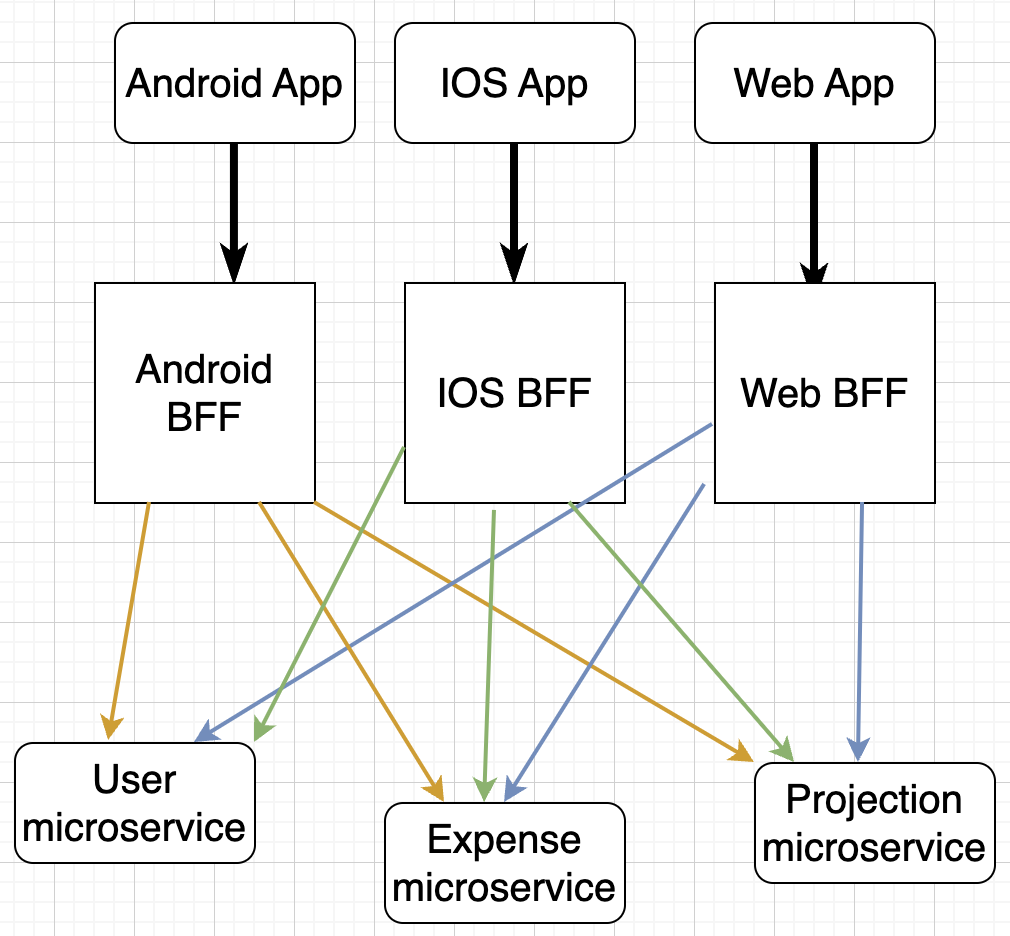 Android App
IOS App
Web App
Android
BFF
IOS BFF
Web BFF
User
microservice
Expense
microservice
Projection
microservice